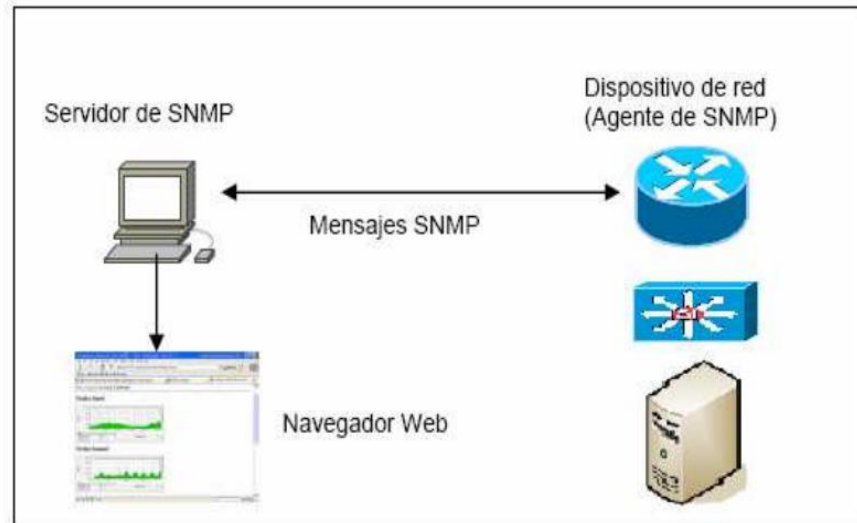 Servidor de SNMP
Dispositivo de red
(Agente de SNMP)
Mensajes SNMP
Navegador Web